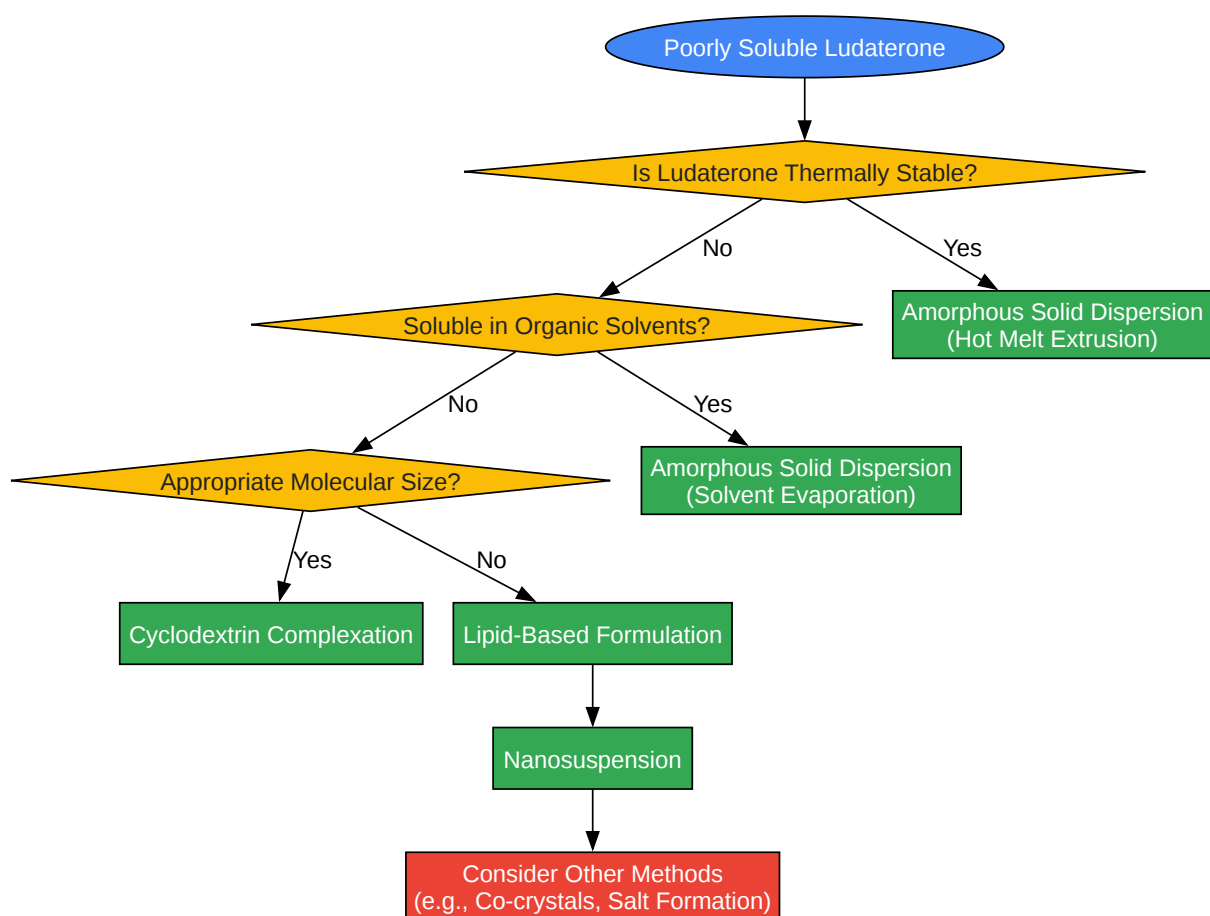 Poorly Soluble Ludaterone
Is Ludaterone Thermally Stable?
No
Yes
Soluble in Organic Solvents?
Amorphous Solid Dispersion
(Hot Melt Extrusion)
No
Yes
Appropriate Molecular Size?
Amorphous Solid Dispersion
(Solvent Evaporation)
Yes
No
Cyclodextrin Complexation
Lipid-Based Formulation
Nanosuspension
Consider Other Methods
(e.g., Co-crystals, Salt Formation)